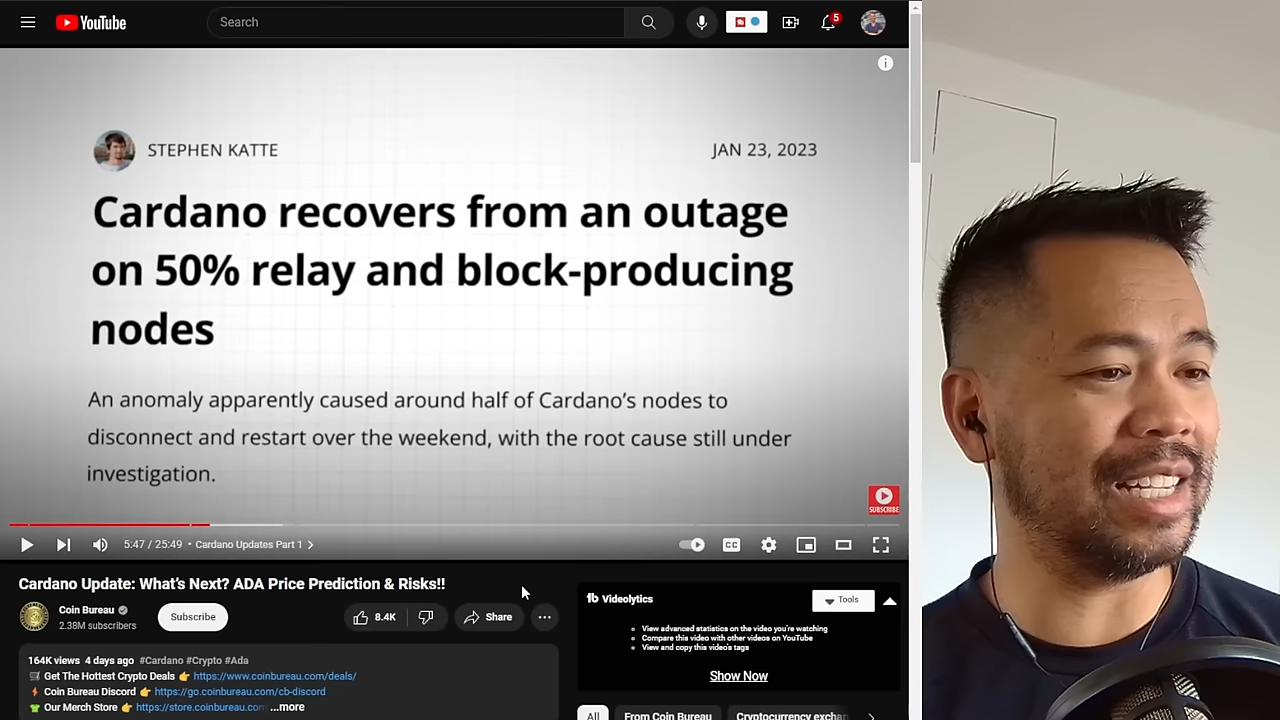 YouTube
Search
5
STEPHEN KATTE
JAN 23, 2023
Cardano recovers from an outage
on 50% relay and block-producing
nodes
An anomaly apparently caused around half of Cardano's nodes to
disconnect and restart over the weekend, with the root cause still under
investigation.
SUBSCRIBE
5:47 / 25:49 • Cardano Updates Part 1
CC
Cardano Update: What's Next? ADA Price Prediction & Risks!!
Coin Bureau
2.38M subscribers
Subscribe
8.4K
Share
164K views 4 days ago #Cardano #Crypto #Ada
Get The Hottest Crypto Deals 👉 https://www.coinbureau.com/deals/
Coin Bureau Discord 👉 https://go.coinbureau.com/cb-discord
Our Merch Store 👉 https://store.coinbureau.com ...more
tb Videolytics
Tools
View advanced statistics on the video you're watching
Compare this video with other videos on YouTube
View and copy this video's tags
Show Now
All
From Coin Bureau
Cryptocurrency exchan